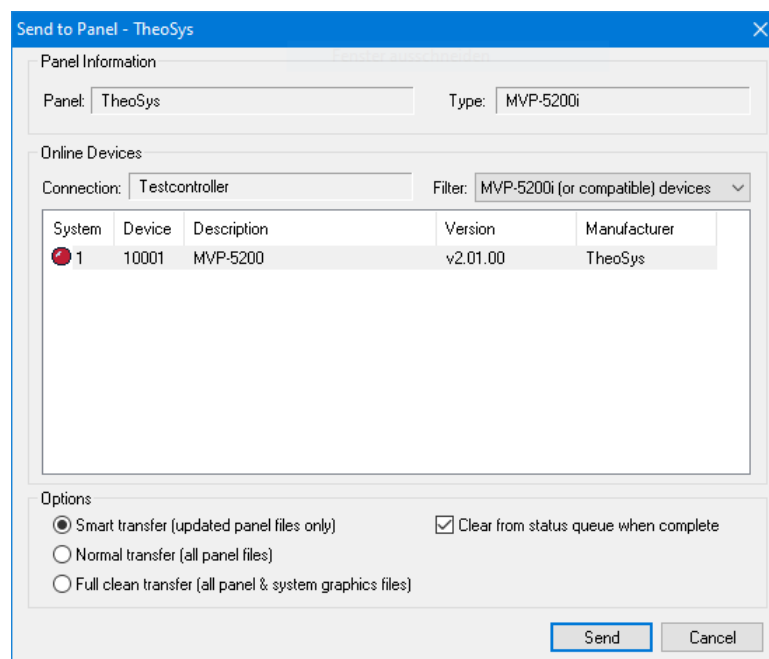 Send to Panel - TheoSys
Fenster ausschneiden
Panel Information
Panel: TheoSys Type: MVP-5200i
Online Devices
Connection: Testcontroller Filter: MVP-5200i (or compatible) devices
System Device Description Version Manufacturer
1 10001 MVP-5200 v2.01.00 TheoSys
Options
Smart transfer (updated panel files only) Clear from status queue when complete
Normal transfer (all panel files)
Full clean transfer (all panel & system graphics files)
Send Cancel